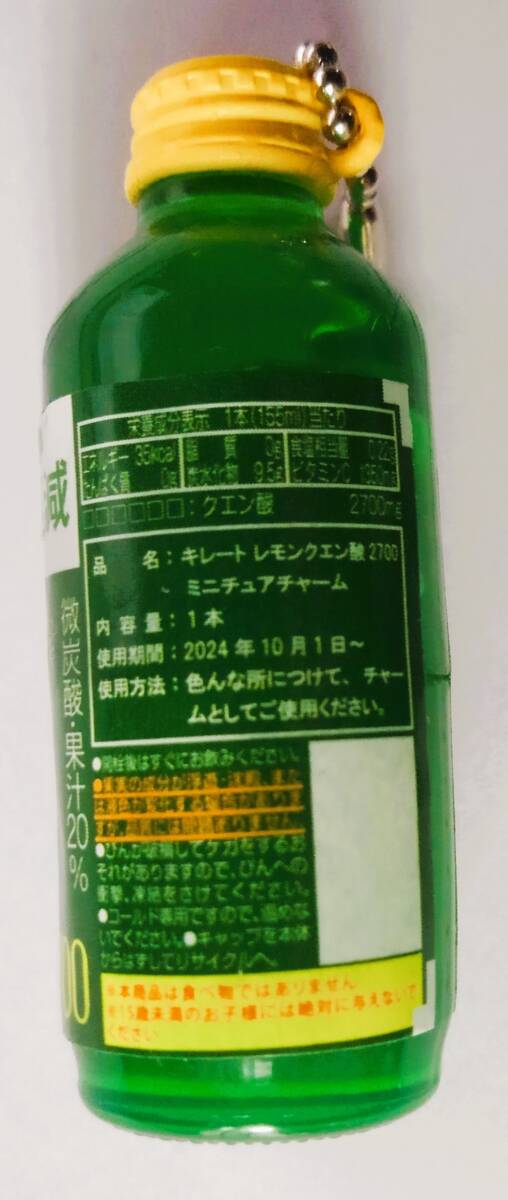 減
微炭酸・果汁20%
00
栄養成分表示 1本(155ml)当たり
エネルギー 35kcal 脂質 0g 食塩相当量 0.22g
たんぱく質 0g 炭水化物 9.5g ビタミンC 1350mg
□□□□□□:クエン酸 2700mg
品名:キレート レモンクエン酸2700
ミニチュアチャーム
内容量:1本
使用期間:2024年10月1日~
使用方法:色んな所につけて、チャー
ムとしてご使用ください。
●開栓後はすぐにお飲みください。
●びんが破損してケガをするお
それがありますので、びんへの
衝撃、凍結をさけてください。
●コールド専用ですので、温めな
いでください。●キャップを本体
からはずしてリサイクルへ。
※本商品は食べ物ではありません
※15歳未満のお子様には絶対に与えないで
ください